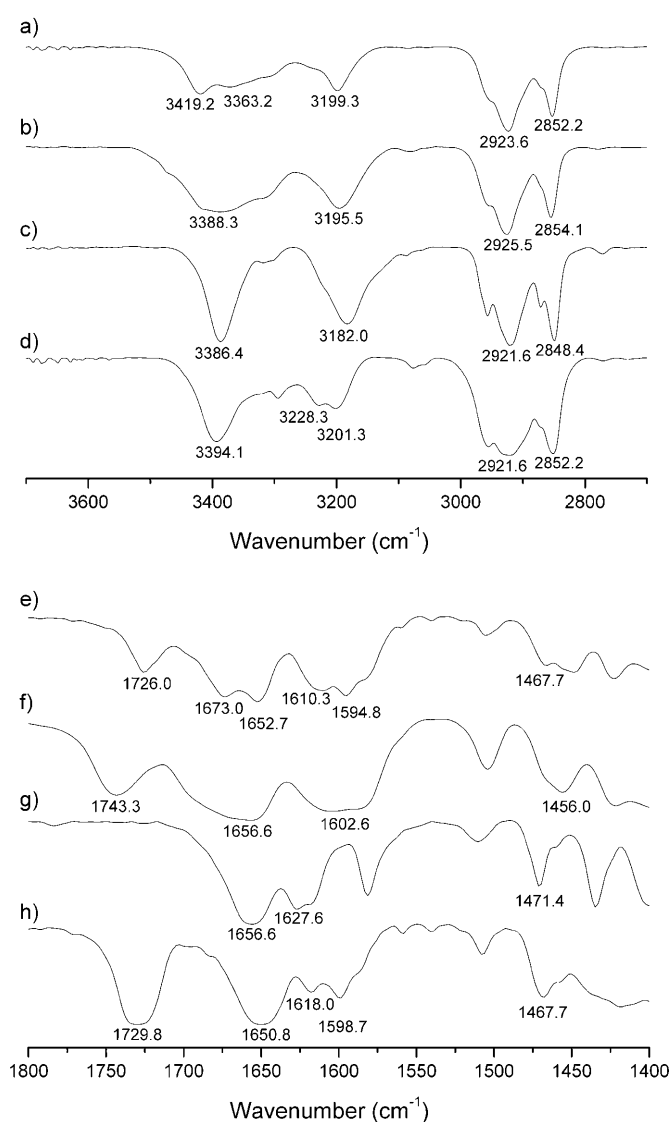 a)
3419.2 3363.2 3199.3 2923.6 2852.2
b)
3388.3 3195.5 2925.5 2854.1
c)
3386.4 3182.0 2921.6 2848.4
d)
3394.1 3228.3 3201.3 2921.6 2852.2
3600 3400 3200 3000 2800
Wavenumber (cm-1)
e)
1726.0 1673.0 1652.7 1610.3 1594.8 1467.7
f)
1743.3 1656.6 1602.6 1456.0
g)
1656.6 1627.6 1471.4
h)
1729.8 1650.8 1618.0 1598.7 1467.7
1800 1750 1700 1650 1600 1550 1500 1450 1400
Wavenumber (cm-1)